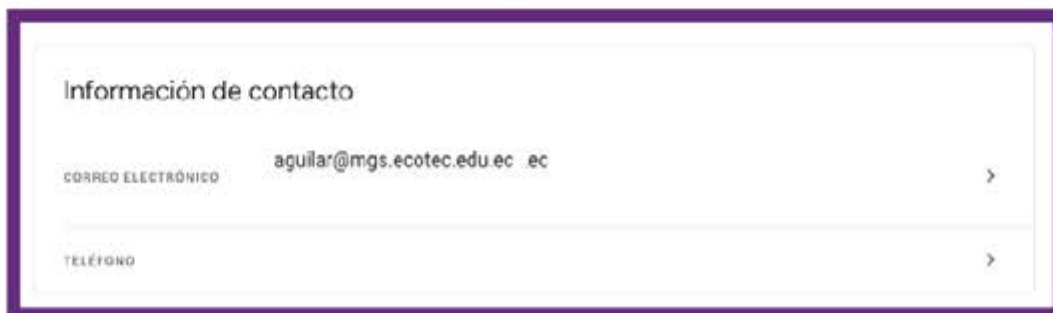 Información de contacto
aguilar@mgs.ecotec.edu.ec ec
CORREO ELECTRÓNICO
TELÉFONO